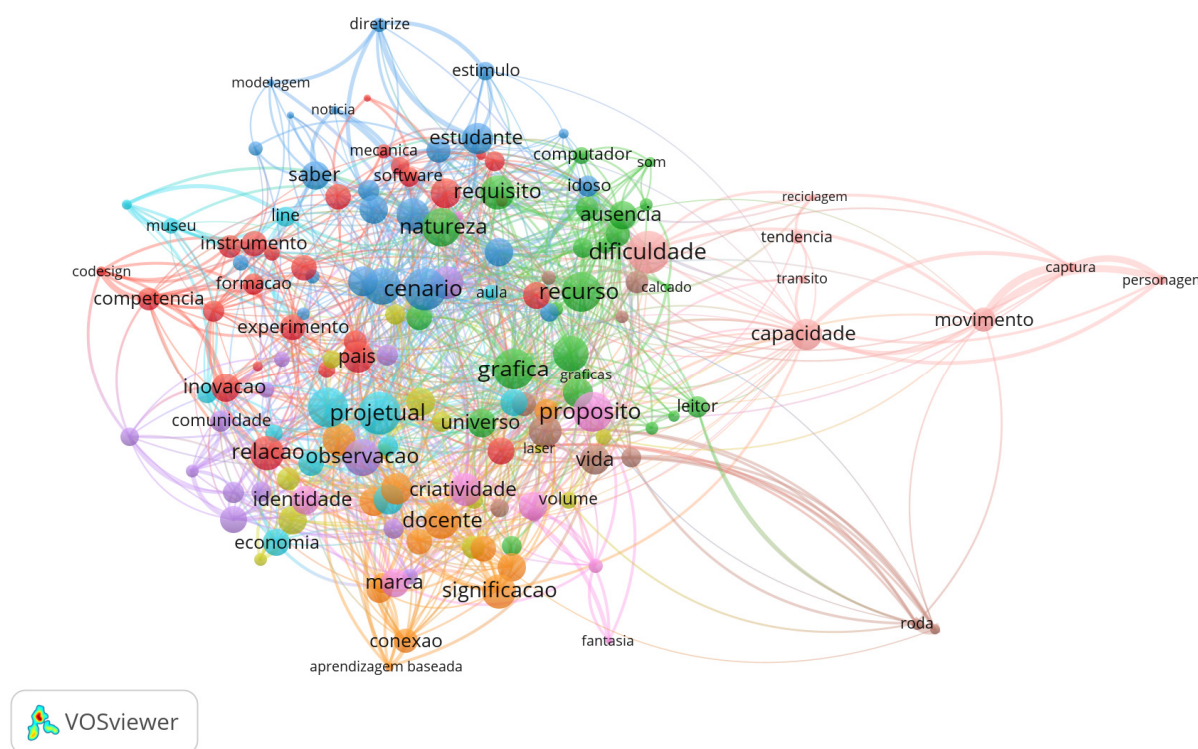 diretrize
estimulo
modelagem
noticia
estudante
mecanica
computador
som
saber
software
requisito
idoso
reciclagem
museu
line
natureza
ausencia
tendencia
instrumento
dificuldade
codesign
formacao
cenario
aula
recurso
calcado
transito
captura
personagem
competencia
experimento
capacidade
movimento
pais
grafica
graficas
inovacao
comunidade
projetual
universo
proposito
leitor
relacao
observacao
laser
vida
identidade
criatividade
volume
economia
docente
marca
significacao
roda
conexao
fantasia
aprendizagem baseada
VOSviewer